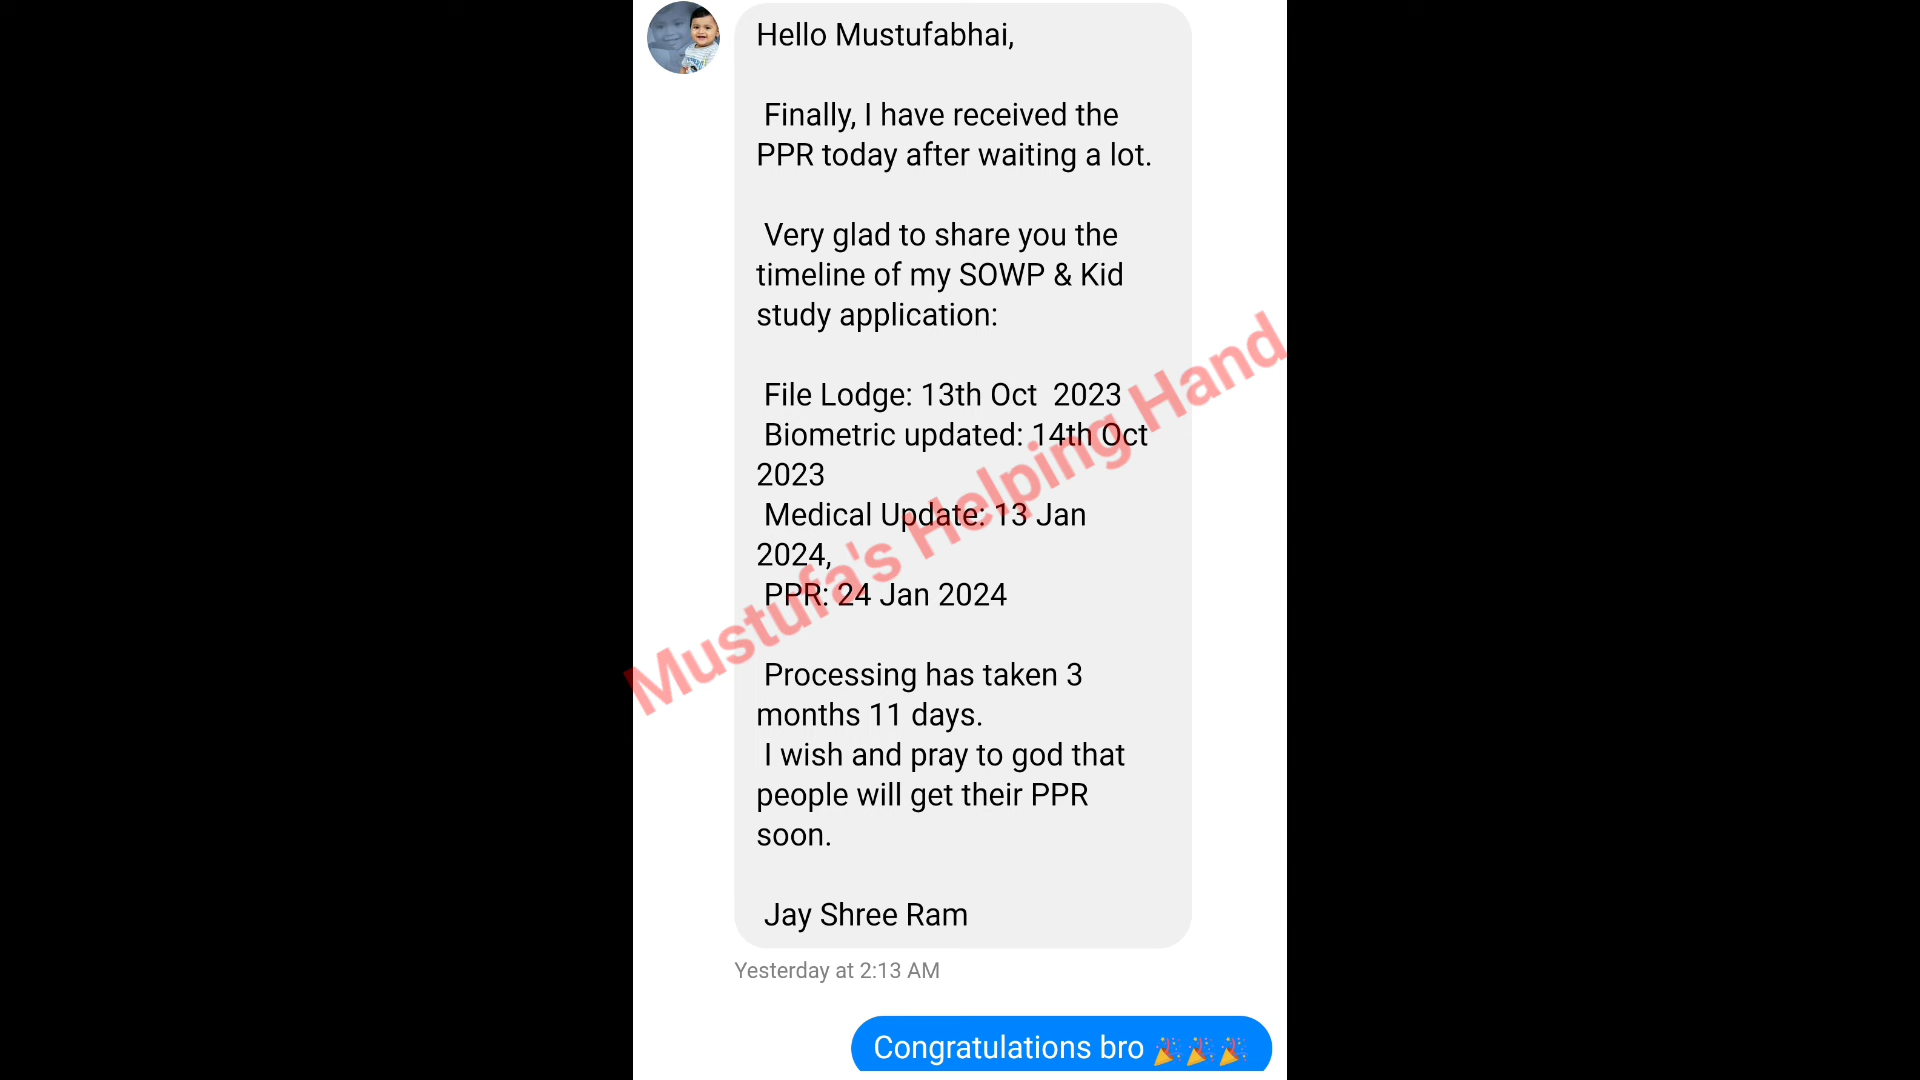 Hello Mustufabhai,
Finally, I have received the
PPR today after waiting a lot.
Very glad to share you the
timeline of my SOWP & Kid
study application:
File Lodge: 13th Oct  2023
Biometric updated: 14th Oct
2023
Medical Update: 13 Jan
2024,
PPR: 24 Jan 2024
Processing has taken 3
months 11 days.
I wish and pray to god that
people will get their PPR
soon.
Jay Shree Ram
Yesterday at 2:13 AM
Congratulations bro 🎉🎉🎉
Mustufa's Helping Hand